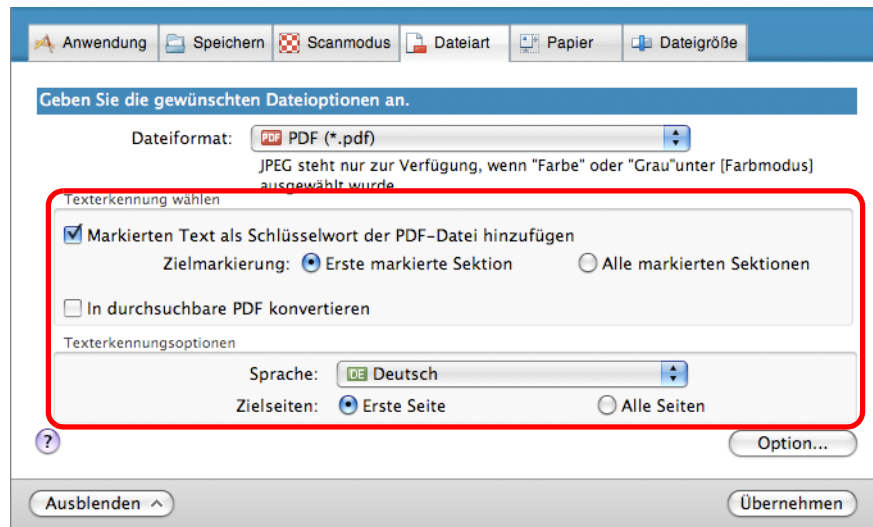 Anwendung Speichern Scanmodus Dateiart Papier Dateigröße
Geben Sie die gewünschten Dateioptionen an.
Dateiformat: PDF PDF (*.pdf)
JPEG steht nur zur Verfügung, wenn "Farbe" oder "Grau"unter [Farbmodus]
ausgewählt wurde
Texterkennung wählen
Markierten Text als Schlüsselwort der PDF-Datei hinzufügen
Zielmarkierung: Erste markierte Sektion Alle markierten Sektionen
In durchsuchbare PDF konvertieren
Texterkennungsoptionen
Sprache: DE Deutsch
Zielseiten: Erste Seite Alle Seiten
? Option...
Ausblenden Übernehmen